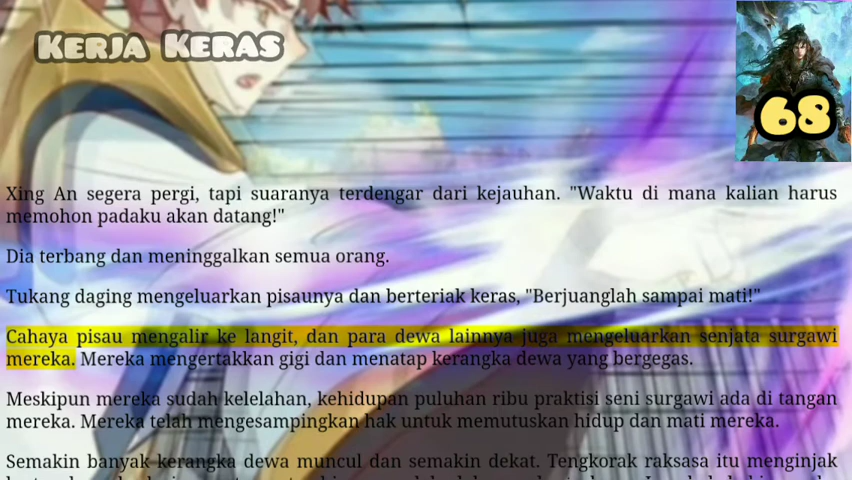 Kerja Keras
68
Xing An segera pergi, tapi suaranya terdengar dari kejauhan. "Waktu di mana kalian harus
memohon padaku akan datang!"
Dia terbang dan meninggalkan semua orang.
Tukang daging mengeluarkan pisaunya dan berteriak keras, "Berjuanglah sampai mati!"
Cahaya pisau mengalir ke langit, dan para dewa lainnya juga mengeluarkan senjata surgawi
mereka. Mereka mengertakkan gigi dan menatap kerangka dewa yang bergegas.
Meskipun mereka sudah kelelahan, kehidupan puluhan ribu praktisi seni surgawi ada di tangan
mereka. Mereka telah mengesampingkan hak untuk memutuskan hidup dan mati mereka.
Semakin banyak kerangka dewa muncul dan semakin dekat. Tengkorak raksasa itu menginjak